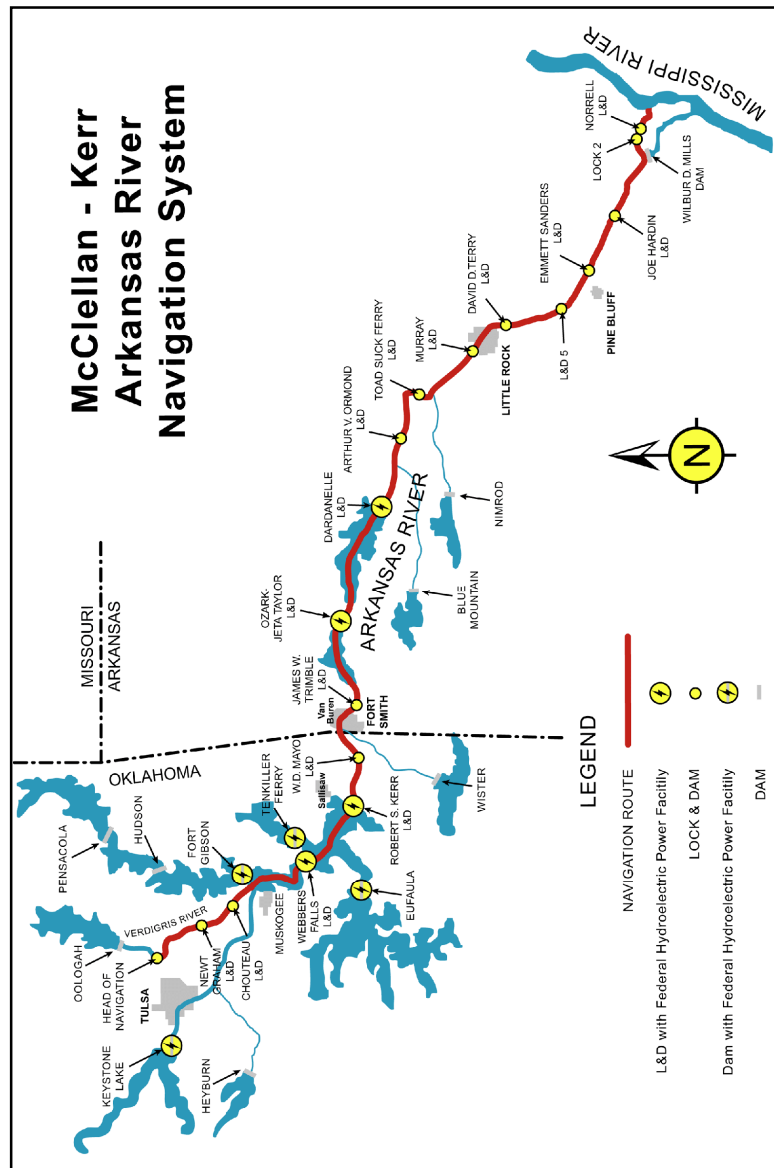 McClellan - Kerr
Arkansas River
Navigation System
MISSOURI
ARKANSAS
OKLAHOMA
PENSACOLA
HUDSON
OOLOGAH
VERDIGRIS RIVER
HEAD OF
NAVIGATION
TULSA
KEYSTONE
LAKE
HEYBURN
NEWT
GRAHAM
L&D
CHOUTEAU
L&D
FORT
GIBSON
MUSKOGEE
TENKILLER
FERRY
WEBBERS
FALLS
L&D
EUFAULA
Sallisaw
ROBERT S. KERR
L&D
W.D. MAYO
L&D
WISTER
Van
Buren
FORT
SMITH
JAMES W.
TRIMBLE
L&D
OZARK-
JETA TAYLOR
L&D
ARKANSAS RIVER
DARDANELLE
L&D
BLUE
MOUNTAIN
NIMROD
ARTHUR V. ORMOND
L&D
TOAD SUCK FERRY
L&D
MURRAY
L&D
LITTLE ROCK
DAVID D.TERRY
L&D
L&D 5
PINE BLUFF
EMMETT SANDERS
L&D
JOE HARDIN
L&D
WILBUR D. MILLS
DAM
LOCK 2
NORRELL
L&D
MISSISSIPPI RIVER
N
LEGEND
NAVIGATION ROUTE
L&D with Federal Hydroelectric Power Facitily
LOCK & DAM
Dam with Federal Hydroelectric Power Facitily
DAM